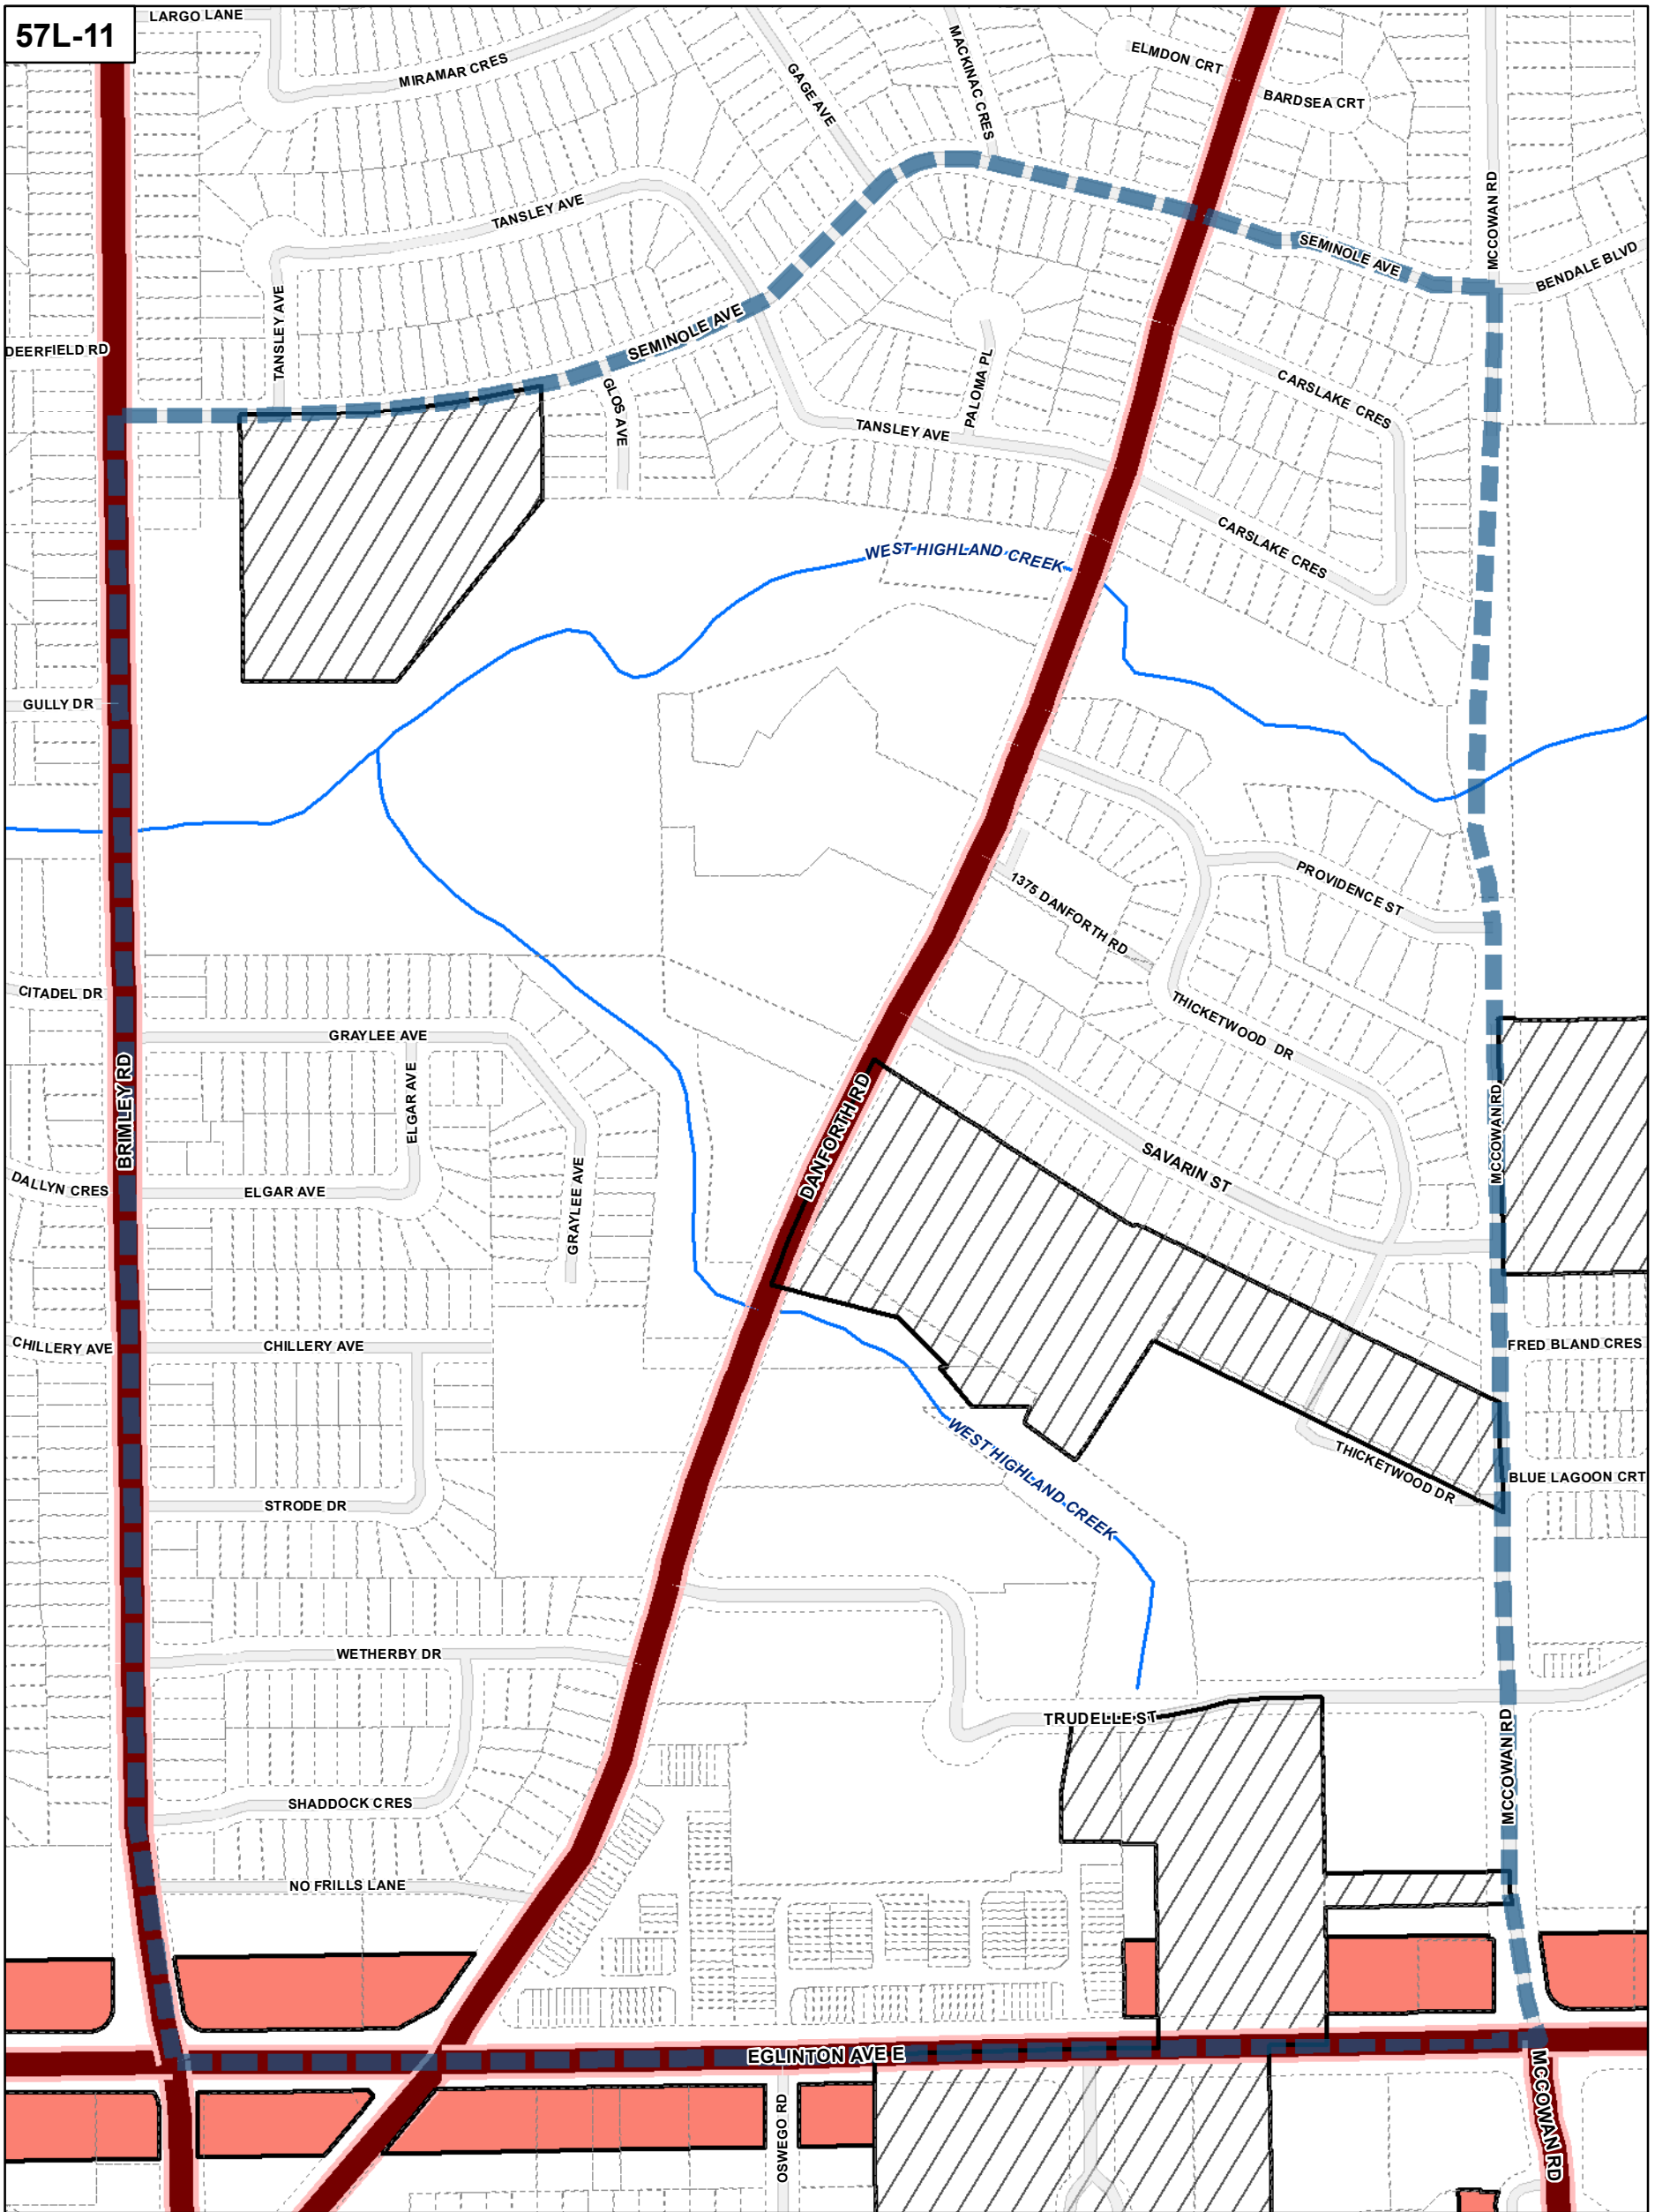 57L-11
LARGO LANE
MIRAMAR CRES
GAGE AVE
MACKINAC CRES
ELMDON CRT
BARDSEA CRT
MCCOWAN RD
TANSLEY AVE
SEMINOLE AVE
BENDALE BLVD
TANSLEY AVE
DEERFIELD RD
SEMINOLE AVE
GLOS AVE
PALOMA PL
CARSLAKE CRES
TANSLEY AVE
CARSLAKE CRES
WEST HIGHLAND CREEK
GULLY DR
PROVIDENCE ST
1375 DANFORTH RD
CITADEL DR
THICKETWOOD DR
GRAYLEE AVE
ELGAR AVE
BRIMLEY RD
DANFORTH RD
MCCOWAN RD
SAVARIN ST
DALLYN CRES
ELGAR AVE
GRAYLEE AVE
CHILLERY AVE
CHILLERY AVE
FRED BLAND CRES
WEST HIGHLAND CREEK
THICKETWOOD DR
BLUE LAGOON CRT
STRODE DR
WETHERBY DR
TRUDELLE ST
MCCOWAN RD
SHADDOCK CRES
NO FRILLS LANE
EGLINTON AVE E
OSWEGO RD
MCCOWAN RD